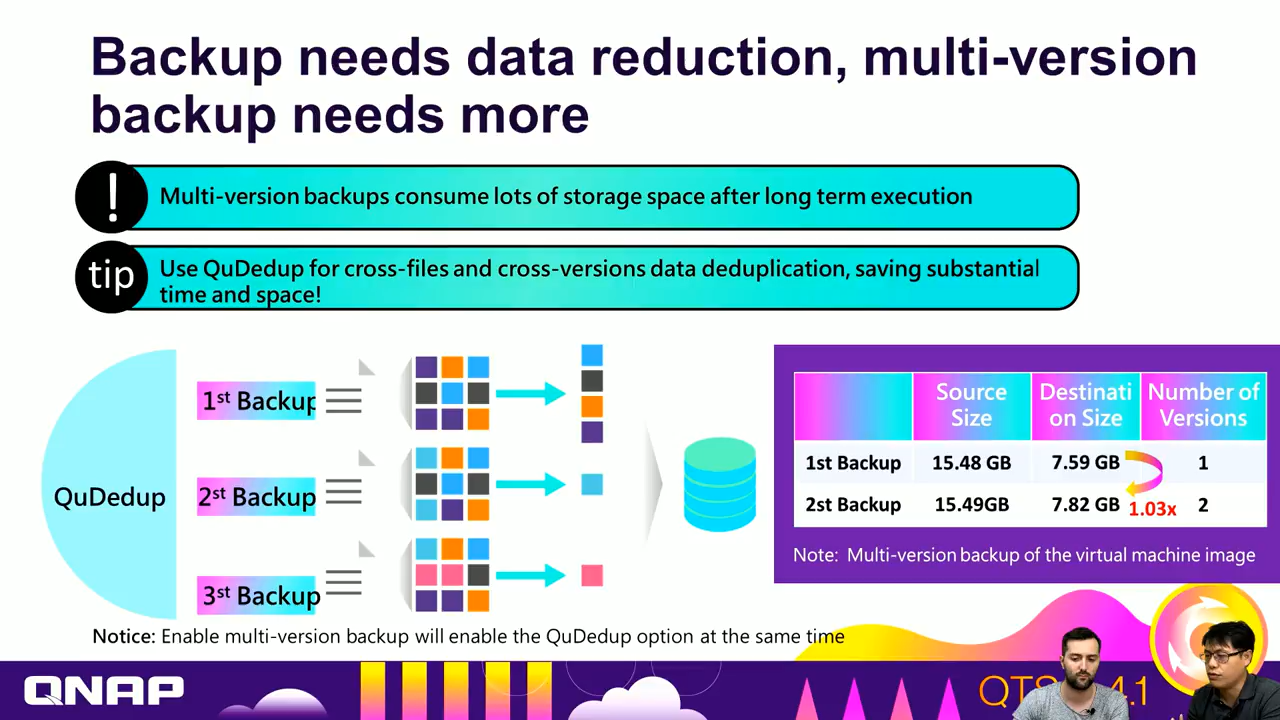 Backup needs data reduction, multi-version
backup needs more
!
Multi-version backups consume lots of storage space after long term execution
tip
Use QuDedup for cross-files and cross-versions data deduplication, saving substantial
time and space!
QuDedup
1st Backup
2st Backup
3st Backup
Source
Size
Destinati
on Size
Number of
Versions
1st Backup 15.48 GB 7.59 GB 1
2st Backup 15.49GB 7.82 GB 1.03x 2
Note: Multi-version backup of the virtual machine image
Notice: Enable multi-version backup will enable the QuDedup option at the same time
QNAP
QTS 4.1